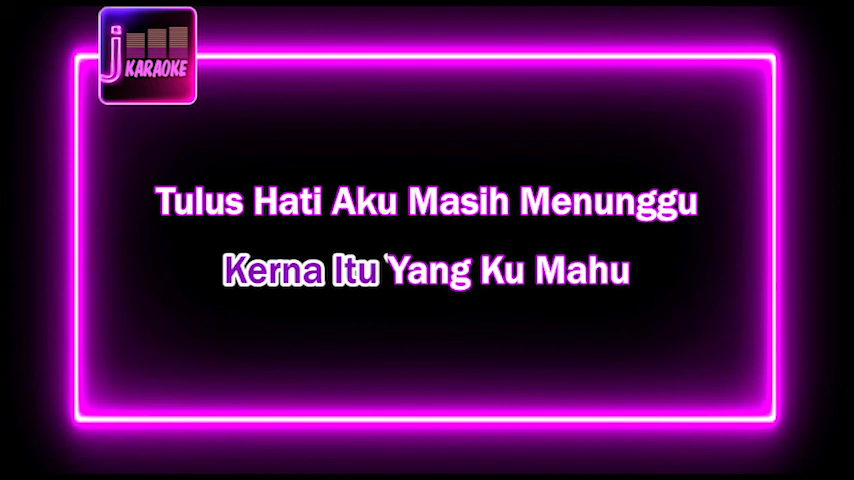 j KARAOKE
Tulus Hati Aku Masih Menunggu
Kerna Itu Yang Ku Mahu